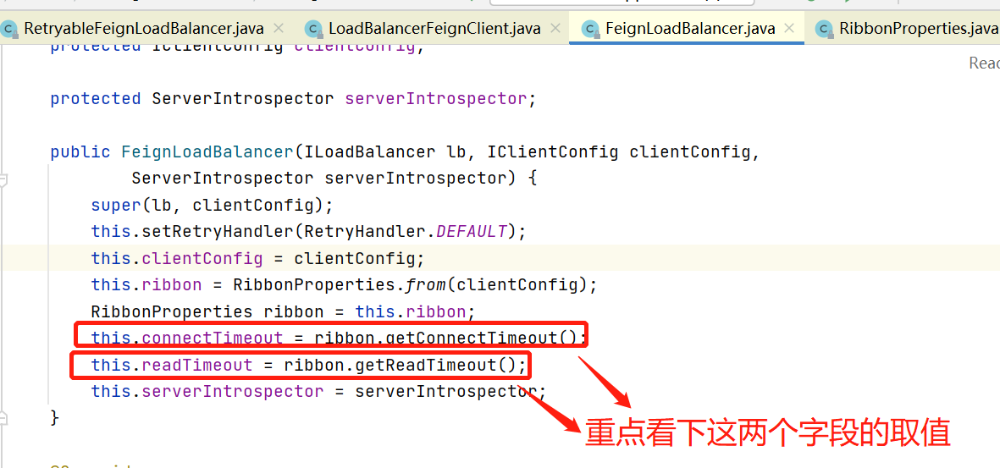 RetryableFeignLoadBalancer.java LoadBalancerFeignClient.java FeignLoadBalancer.java RibbonProperties.java
protected IClientConfig clientConfig;
Read
protected ServerIntrospector serverIntrospector;
public FeignLoadBalancer(ILoadBalancer lb, IClientConfig clientConfig,
ServerIntrospector serverIntrospector) {
super(lb, clientConfig);
this.setRetryHandler(RetryHandler.DEFAULT);
this.clientConfig = clientConfig;
this.ribbon = RibbonProperties.from(clientConfig);
RibbonProperties ribbon = this.ribbon;
this.connectTimeout = ribbon.getConnectTimeout();
this.readTimeout = ribbon.getReadTimeout();
this.serverIntrospector = serverIntrospector;
}
重点看下这两个字段的取值